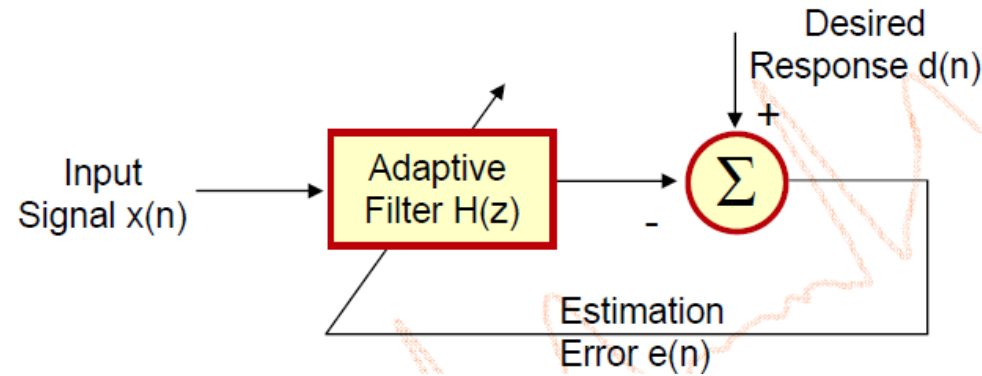 Desired
Response d(n)
+
Input
Signal x(n)
Adaptive
Filter H(z)
Σ
-
Estimation
Error e(n)